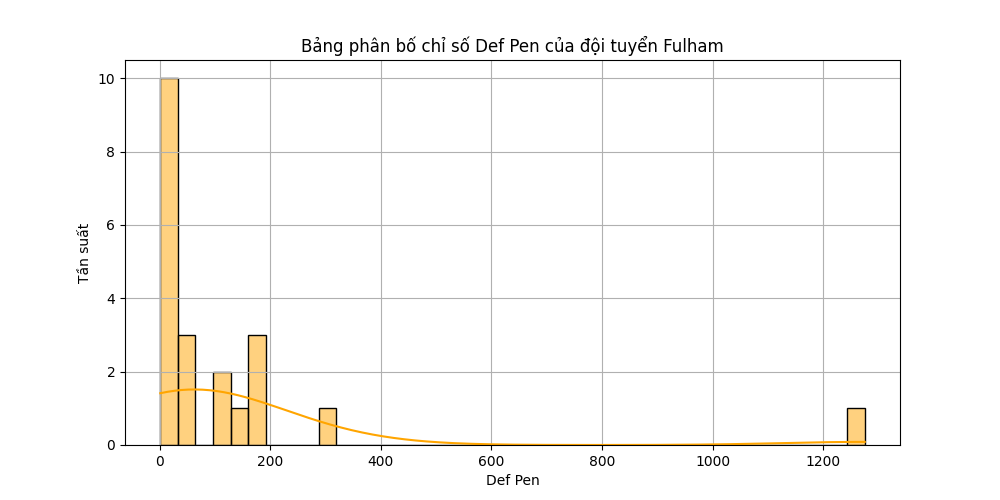 Bảng phân bố chỉ số Def Pen của đội tuyển Fulham
10
8
6
4
2
0
Tần suất
0 200 400 600 800 1000 1200
Def Pen